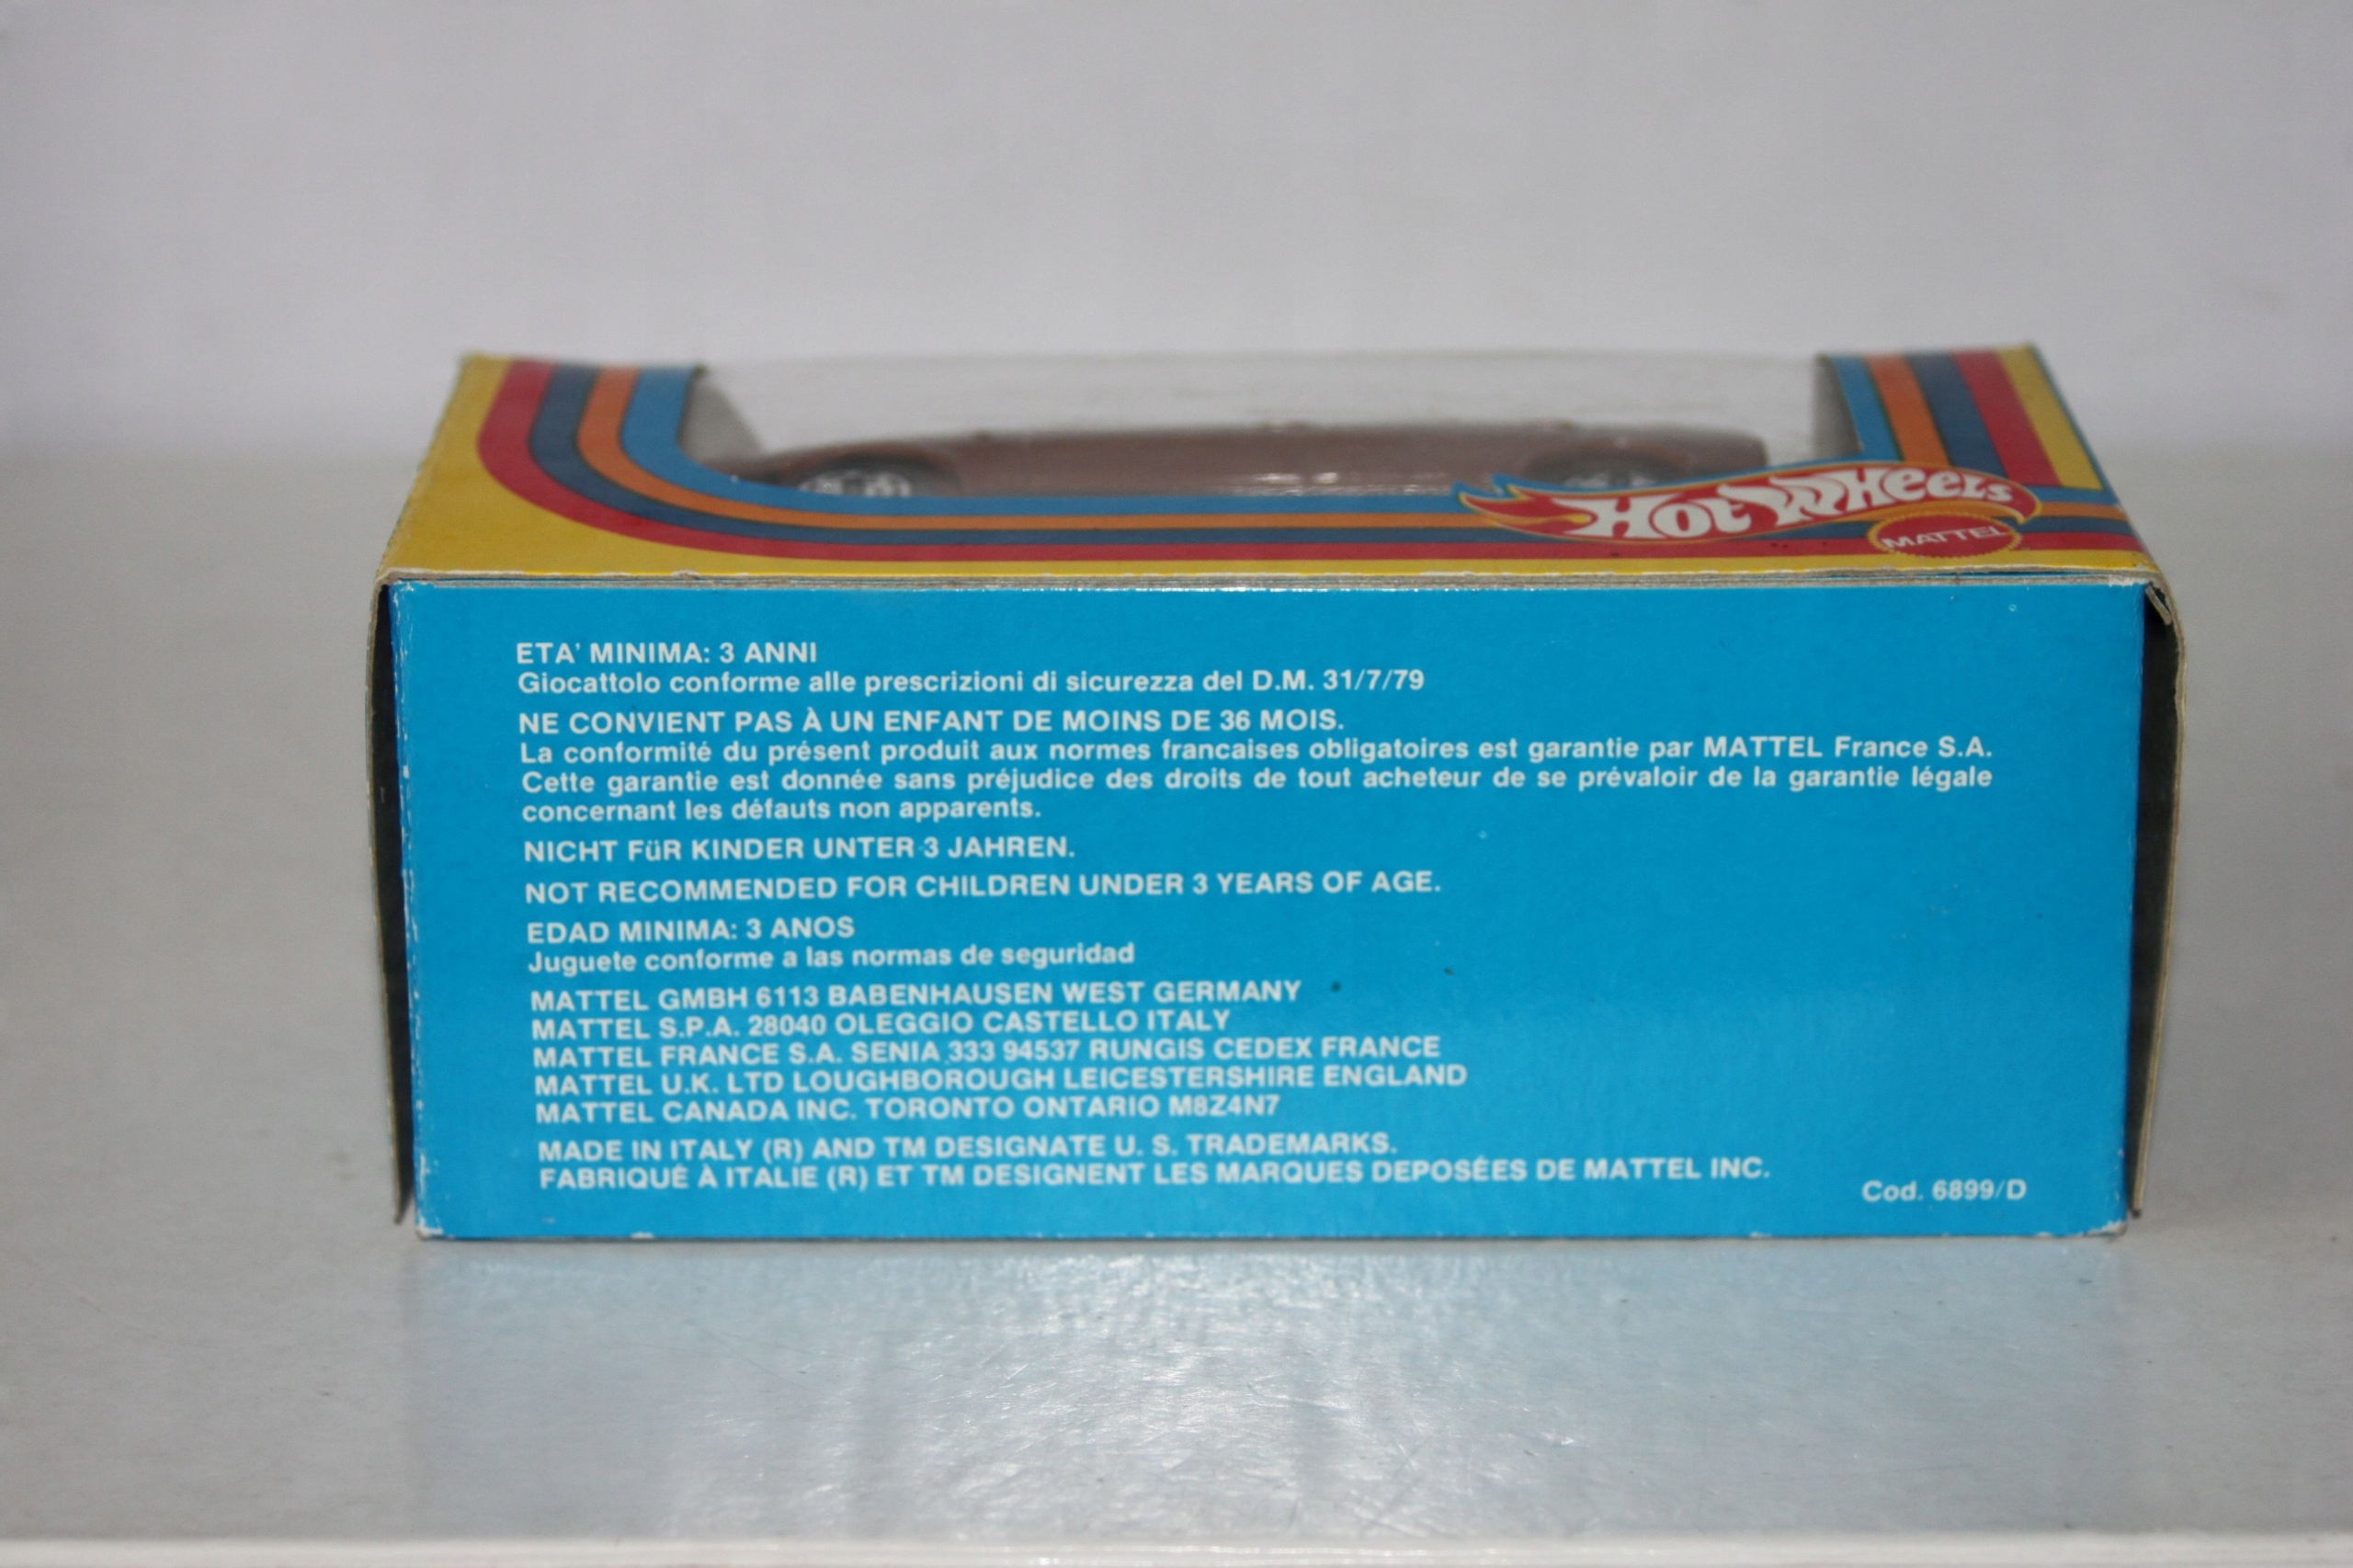 HOT WHEELS
MATTEL
ETA' MINIMA: 3 ANNI
Giocattolo conforme alle prescrizioni di sicurezza del D.M. 31/7/79
NE CONVIENT PAS À UN ENFANT DE MOINS DE 36 MOIS.
La conformité du présent produit aux normes francaises obligatoires est garantie par MATTEL France S.A.
Cette garantie est donnée sans préjudice des droits de tout acheteur de se prévaloir de la garantie légale
concernant les défauts non apparents.
NICHT FüR KINDER UNTER 3 JAHREN.
NOT RECOMMENDED FOR CHILDREN UNDER 3 YEARS OF AGE.
EDAD MINIMA: 3 ANOS
Juguete conforme a las normas de seguridad
MATTEL GMBH 6113 BABENHAUSEN WEST GERMANY
MATTEL S.P.A. 28040 OLEGGIO CASTELLO ITALY
MATTEL FRANCE S.A. SENIA 333 94537 RUNGIS CEDEX FRANCE
MATTEL U.K. LTD LOUGHBOROUGH LEICESTERSHIRE ENGLAND
MATTEL CANADA INC. TORONTO ONTARIO M8Z4N7
MADE IN ITALY (R) AND TM DESIGNATE U. S. TRADEMARKS.
FABRIQUÉ À ITALIE (R) ET TM DESIGNENT LES MARQUES DEPOSÉES DE MATTEL INC.
Cod. 6899/D